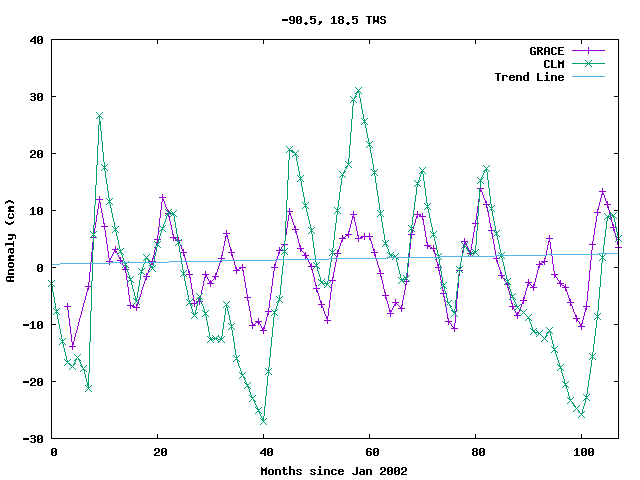 -90.5, 18.5 TWS
40
30
20
10
0
-10
-20
-30
Anomaly (cm)
GRACE
CLM
Trend Line
0 20 40 60 80 100
Months since Jan 2002